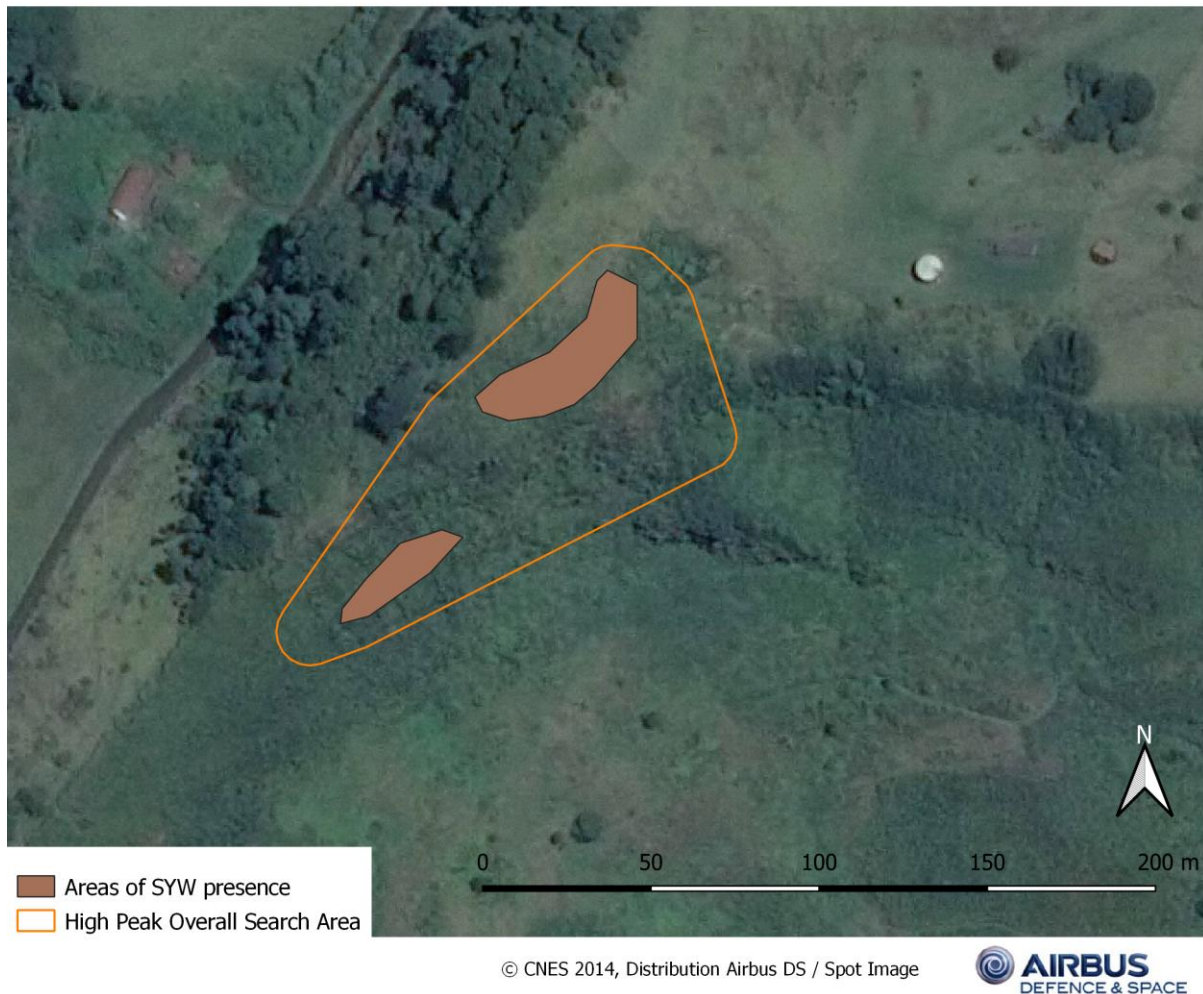 N
0 50 100 150 200 m
Areas of SYW presence
High Peak Overall Search Area
© CNES 2014, Distribution Airbus DS / Spot Image
AIRBUS
DEFENCE & SPACE